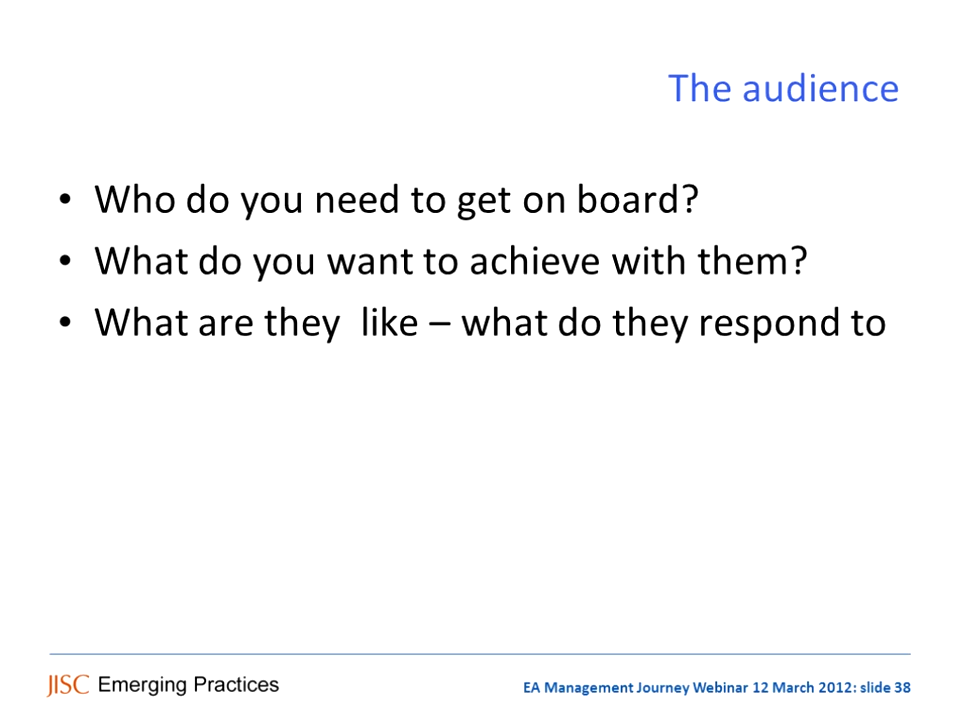 The audience
• Who do you need to get on board?
• What do you want to achieve with them?
• What are they  like – what do they respond to
JISC Emerging Practices
EA Management Journey Webinar 12 March 2012: slide 38